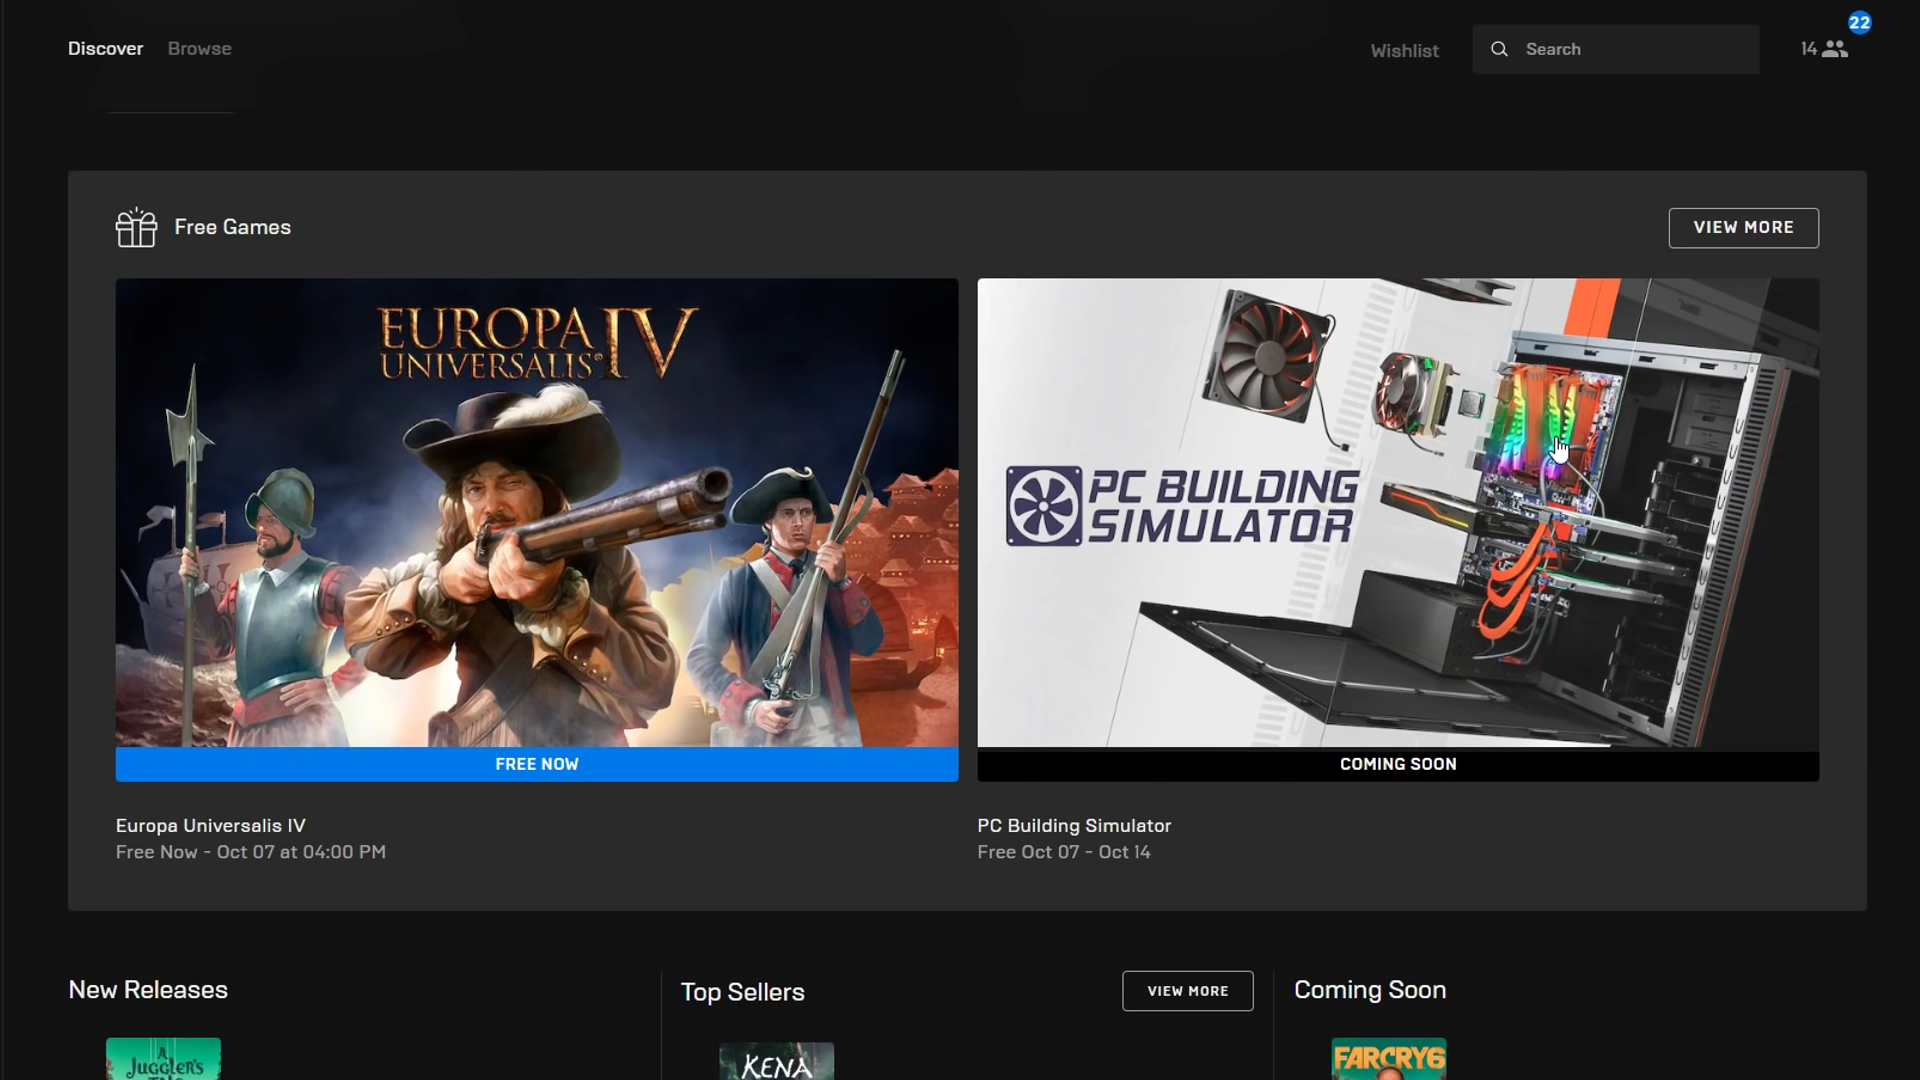 22
Discover Browse
Wishlist
Search
14
Free Games
VIEW MORE
EUROPA
UNIVERSALIS IV
PC BUILDING
SIMULATOR
FREE NOW
COMING SOON
Europa Universalis IV
Free Now - Oct 07 at 04:00 PM
PC Building Simulator
Free Oct 07 - Oct 14
New Releases
Top Sellers
VIEW MORE
Coming Soon
A
JUGGLER'S
KENA
FARCRY6